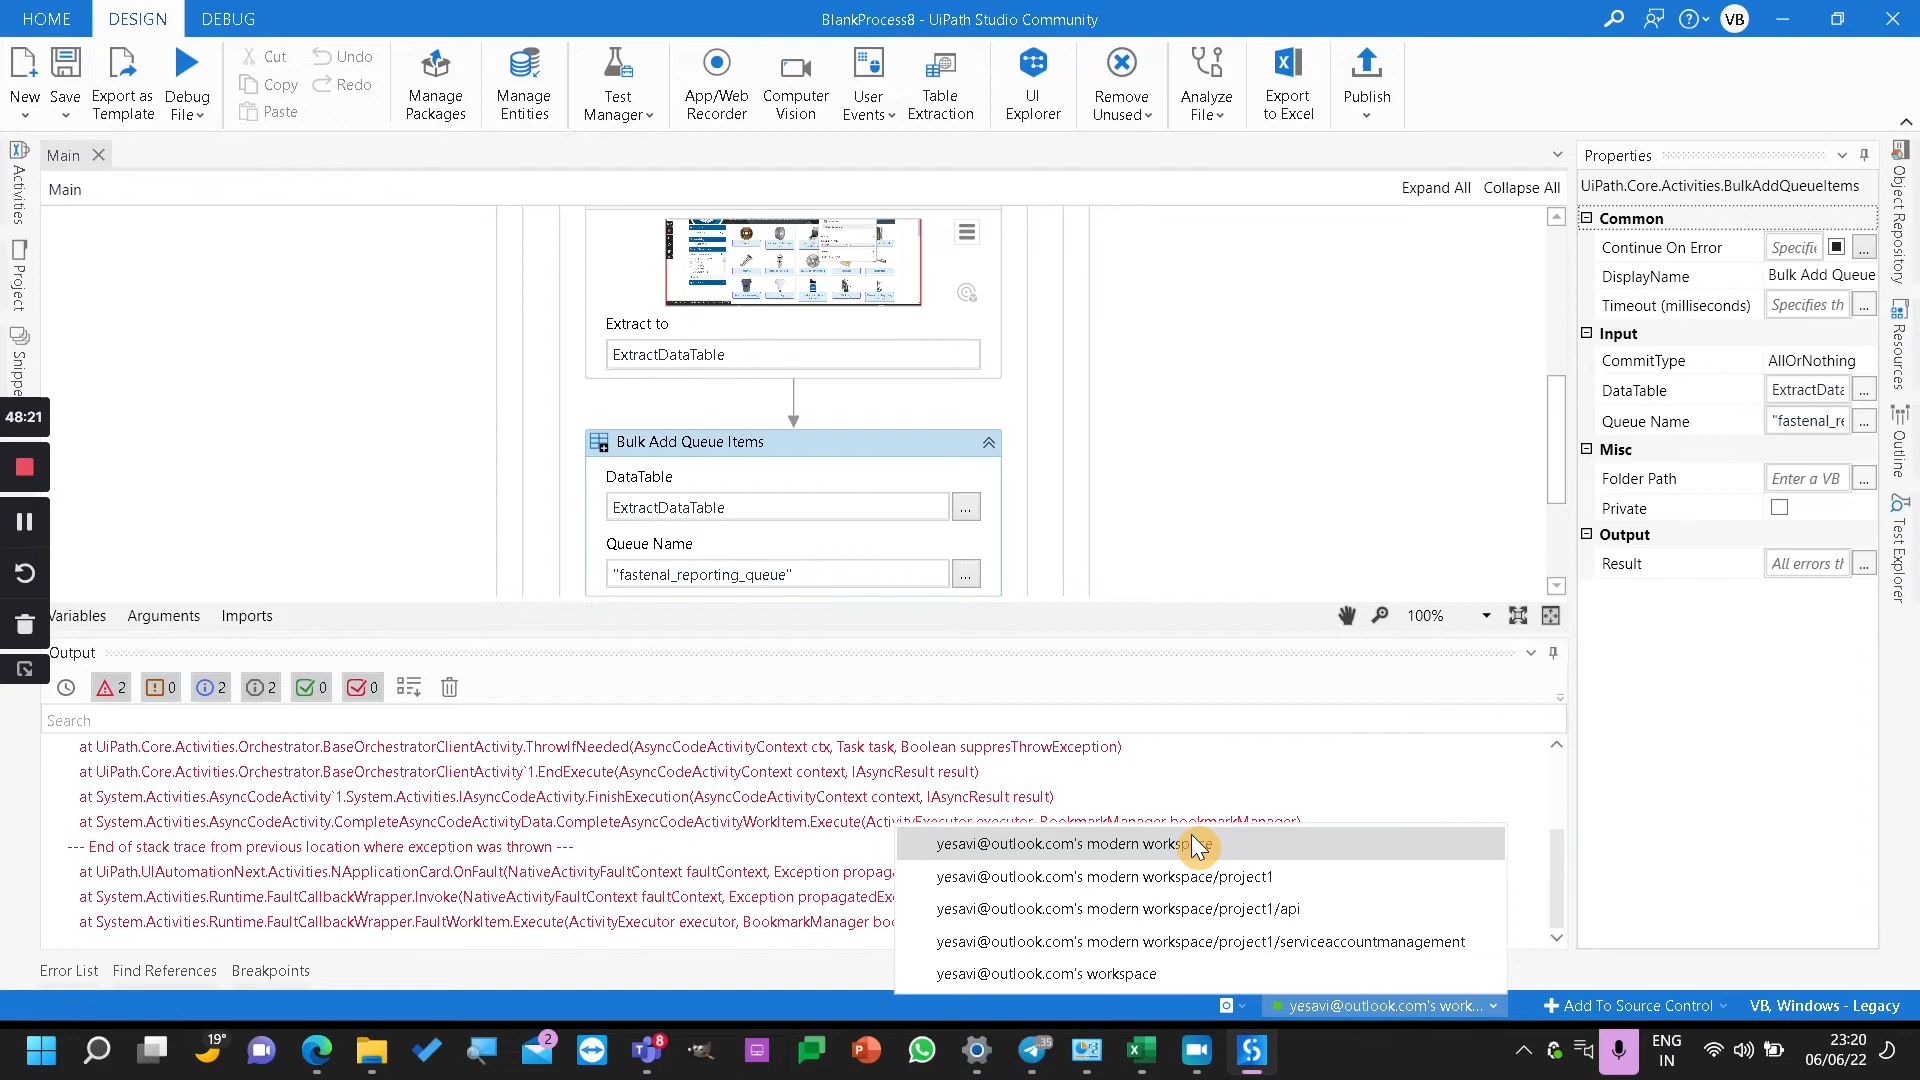 HOME DESIGN DEBUG
BlankProcess8 - UiPath Studio Community
VB
New
Save
Export as Template
Debug File
Cut
Copy
Paste
Undo
Redo
Manage Packages
Manage Entities
Test Manager
App/Web Recorder
Computer Vision
User Events
Table Extraction
UI Explorer
Remove Unused
Analyze File
Export to Excel
Publish
Activities
Project
Snippe
Main
Main
Expand All Collapse All
Extract to
ExtractDataTable
Bulk Add Queue Items
DataTable
ExtractDataTable
...
Queue Name
"fastenal_reporting_queue"
...
48:21
Variables Arguments Imports
100%
Properties
UiPath.Core.Activities.BulkAddQueueItems
Common
Continue On Error Specifie ...
DisplayName Bulk Add Queue
Timeout (milliseconds) Specifies th ...
Input
CommitType AllOrNothing
DataTable ExtractData ...
Queue Name "fastenal_re ...
Misc
Folder Path Enter a VB ...
Private
Output
Result All errors th ...
Object Repository
Resources
Outline
Test Explorer
Output
2 0 2 2 0 0
Search
at UiPath.Core.Activities.Orchestrator.BaseOrchestratorClientActivity.ThrowIfNeeded(AsyncCodeActivityContext ctx, Task task, Boolean suppresThrowException)
at UiPath.Core.Activities.Orchestrator.BaseOrchestratorClientActivity`1.EndExecute(AsyncCodeActivityContext context, IAsyncResult result)
at System.Activities.AsyncCodeActivity`1.System.Activities.IAsyncCodeActivity.FinishExecution(AsyncCodeActivityContext context, IAsyncResult result)
at System.Activities.AsyncCodeActivity.CompleteAsyncCodeActivityData.CompleteAsyncCodeActivityWorkItem.Execute(ActivityExecutor executor, BookmarkManager bookmarkManager)
--- End of stack trace from previous location where exception was thrown ---
at UiPath.UIAutomationNext.Activities.NApplicationCard.OnFault(NativeActivityFaultContext faultContext, Exception propaga
at System.Activities.Runtime.FaultCallbackWrapper.Invoke(NativeActivityFaultContext faultContext, Exception propagatedEx
at System.Activities.Runtime.FaultCallbackWrapper.FaultWorkItem.Execute(ActivityExecutor executor, BookmarkManager boo
yesavi@outlook.com's modern workspace
yesavi@outlook.com's modern workspace/project1
yesavi@outlook.com's modern workspace/project1/api
yesavi@outlook.com's modern workspace/project1/serviceaccountmanagement
yesavi@outlook.com's workspace
Error List Find References Breakpoints
yesavi@outlook.com's work... Add To Source Control VB, Windows - Legacy
19°
2
8
35
ENG
IN
23:20
06/06/22